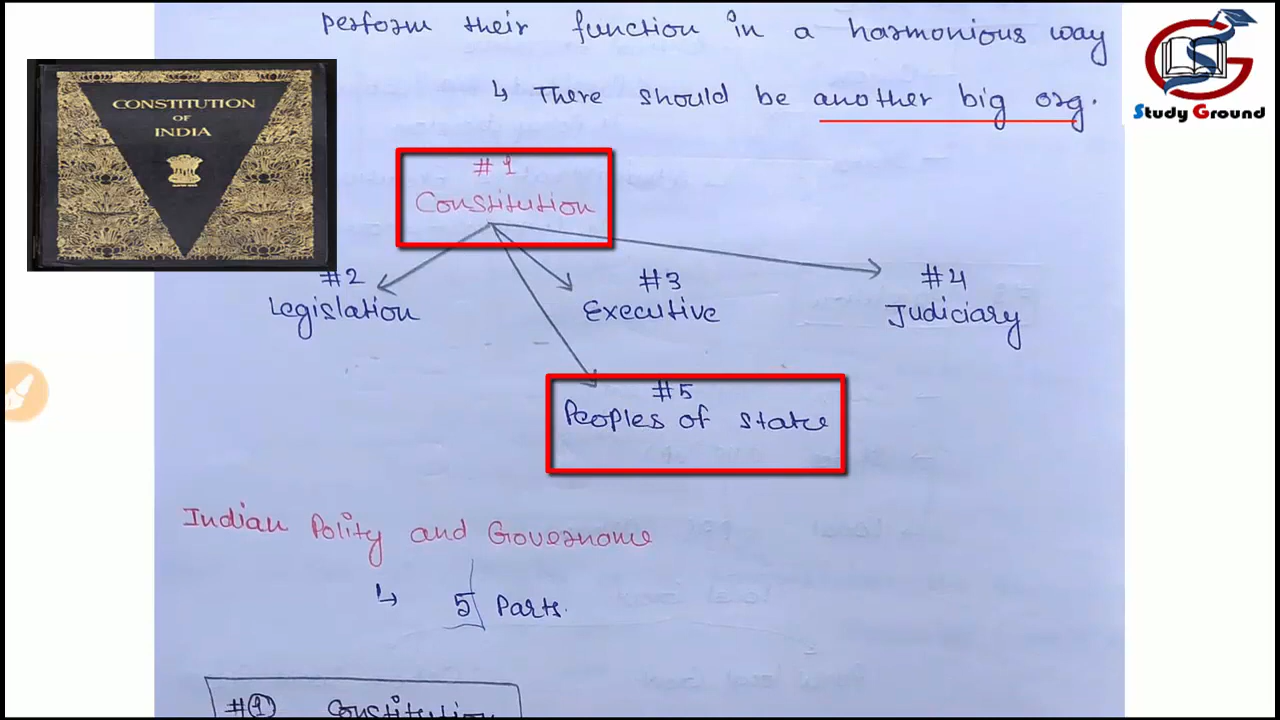 perform their function in a harmonious way
↳ There should be another big org.
Study Ground
CONSTITUTION
OF
INDIA
#1
Constitution
#2
Legislation
#3
Executive
#4
Judiciary
#5
Peoples of state
Indian Polity and Governance
↳ 5 Parts.
#① Constitution